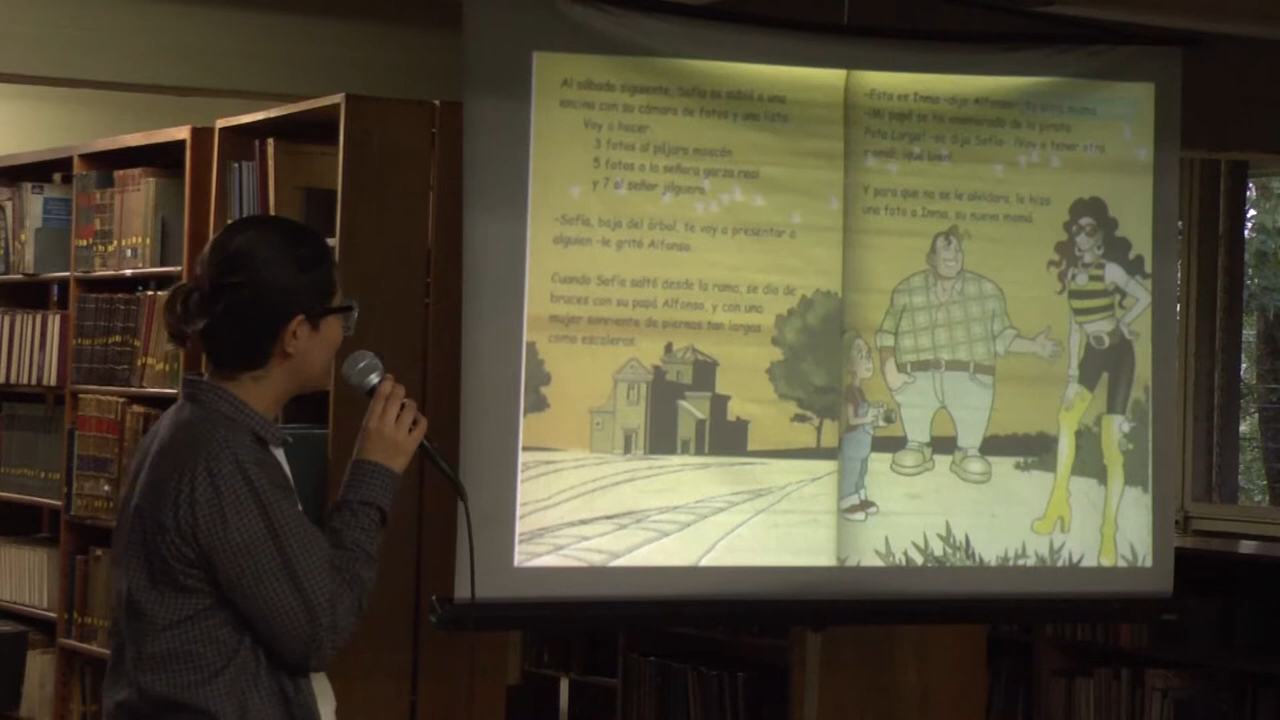 Al sábado siguiente, Sofía se subió a una
encina con su cámara de fotos y una lista:
Voy a hacer:
3 fotos al pájaro moscón
5 fotos a la señora garza real
y 7 al señor jilguero
-Sofía, baja del árbol, te voy a presentar a
alguien -le gritó Alfonso.
Cuando Sofía saltó desde la rama, se dio de
bruces con su papá Alfonso, y con una
mujer sonriente de piernas tan largas
como escaleras.
-Esta es Inma -dijo Alfonso-, tu otra mamá.
-¡Mi papá se ha enamorado de la pirata
Pata Larga! -se dijo Sofía- ¡Voy a tener otra
mamá, qué bien!
Y para que no se le olvidara, le hizo
una foto a Inma, su nueva mamá.